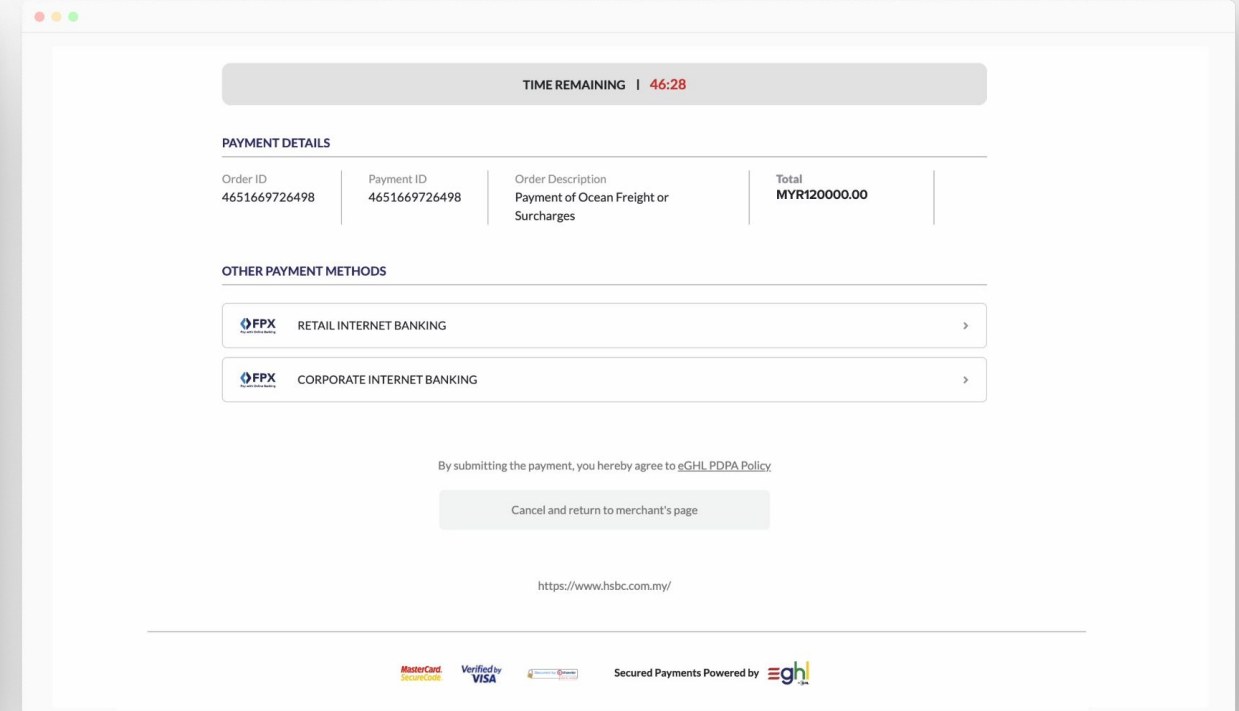 TIME REMAINING | 46:28
PAYMENT DETAILS
Order ID
4651669726498
Payment ID
4651669726498
Order Description
Payment of Ocean Freight or
Surcharges
Total
MYR120000.00
OTHER PAYMENT METHODS
FPX RETAIL INTERNET BANKING
FPX CORPORATE INTERNET BANKING
By submitting the payment, you hereby agree to eGHL PDPA Policy
Cancel and return to merchant's page
https://www.hsbc.com.my/
MasterCard.
SecureCode.
Verified by
VISA
Secured Payments Powered by eghl